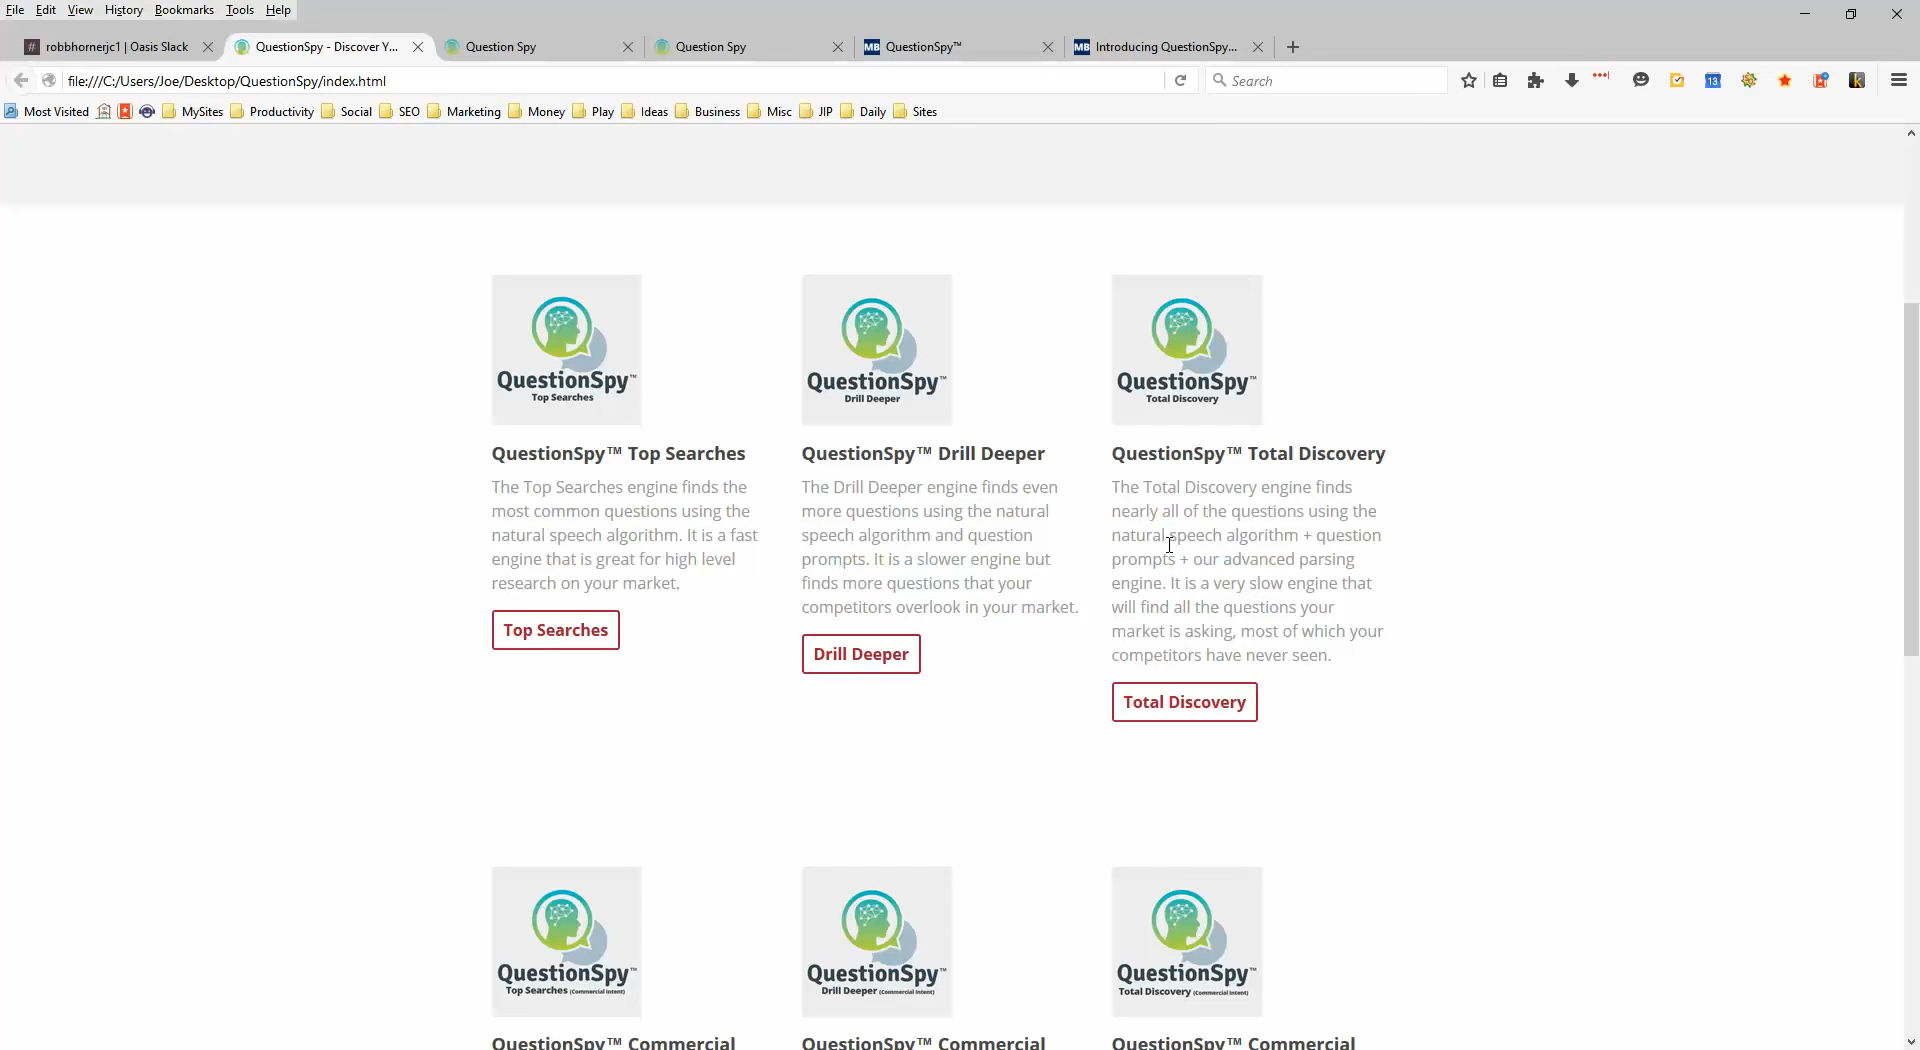 File Edit View History Bookmarks Tools Help
robbhornerjc1 | Oasis Slack
QuestionSpy - Discover Y...
Question Spy
Question Spy
MB QuestionSpy™
MB Introducing QuestionSpy...
file:///C:/Users/Joe/Desktop/QuestionSpy/index.html
Search
13
Most Visited MySites Productivity Social SEO Marketing Money Play Ideas Business Misc JIP Daily Sites
QuestionSpy™
Top Searches
QuestionSpy™
Drill Deeper
QuestionSpy™
Total Discovery
QuestionSpy™ Top Searches
The Top Searches engine finds the
most common questions using the
natural speech algorithm. It is a fast
engine that is great for high level
research on your market.
Top Searches
QuestionSpy™ Drill Deeper
The Drill Deeper engine finds even
more questions using the natural
speech algorithm and question
prompts. It is a slower engine but
finds more questions that your
competitors overlook in your market.
Drill Deeper
QuestionSpy™ Total Discovery
The Total Discovery engine finds
nearly all of the questions using the
natural speech algorithm + question
prompts + our advanced parsing
engine. It is a very slow engine that
will find all the questions your
market is asking, most of which your
competitors have never seen.
Total Discovery
QuestionSpy™
Top Searches (Commercial Intent)
QuestionSpy™
Drill Deeper (Commercial Intent)
QuestionSpy™
Total Discovery (Commercial Intent)
QuestionSpy™ Commercial
QuestionSpy™ Commercial
QuestionSpy™ Commercial